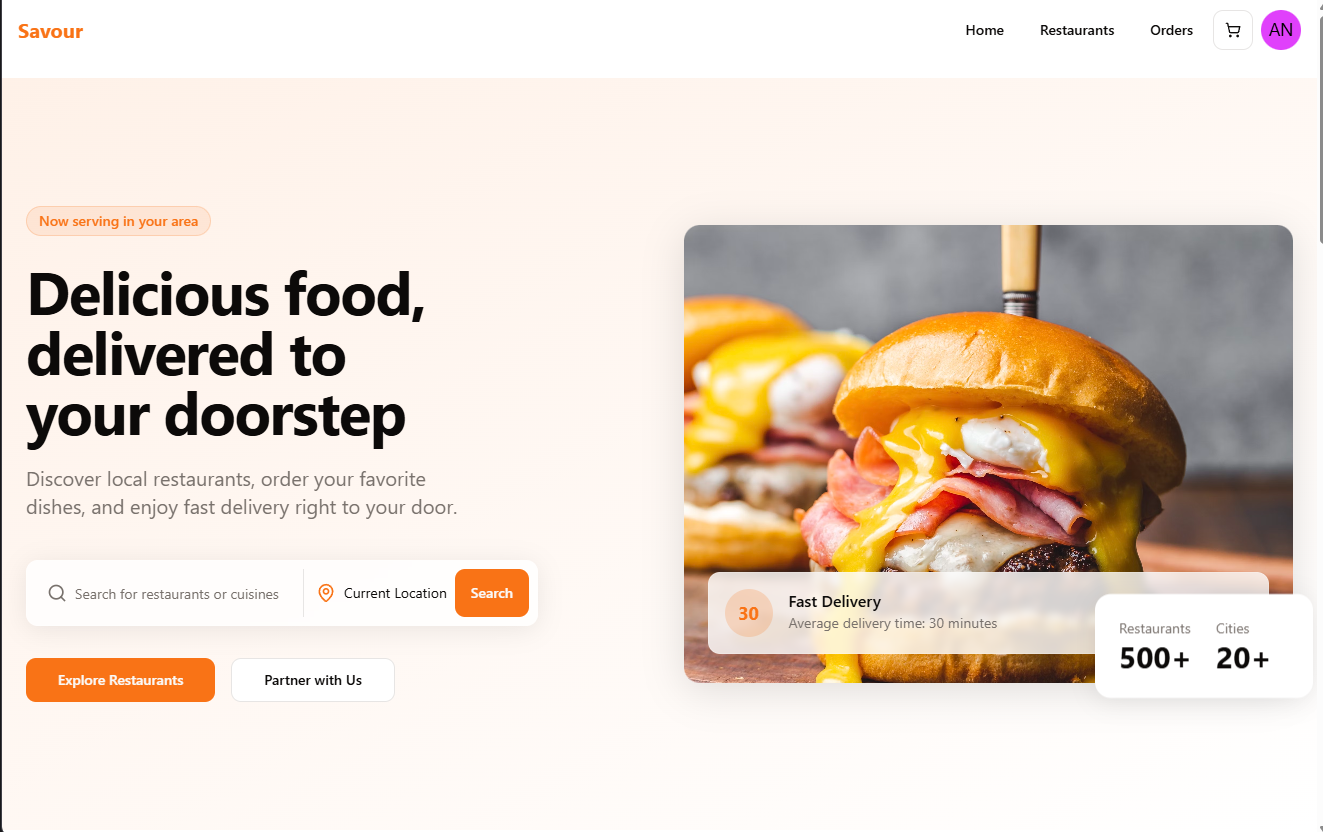 Savour
Home
Restaurants
Orders
AN
Now serving in your area
Delicious food,
delivered to
your doorstep
Discover local restaurants, order your favorite
dishes, and enjoy fast delivery right to your door.
Search for restaurants or cuisines
Current Location
Search
Explore Restaurants
Partner with Us
30
Fast Delivery
Average delivery time: 30 minutes
Restaurants
500+
Cities
20+